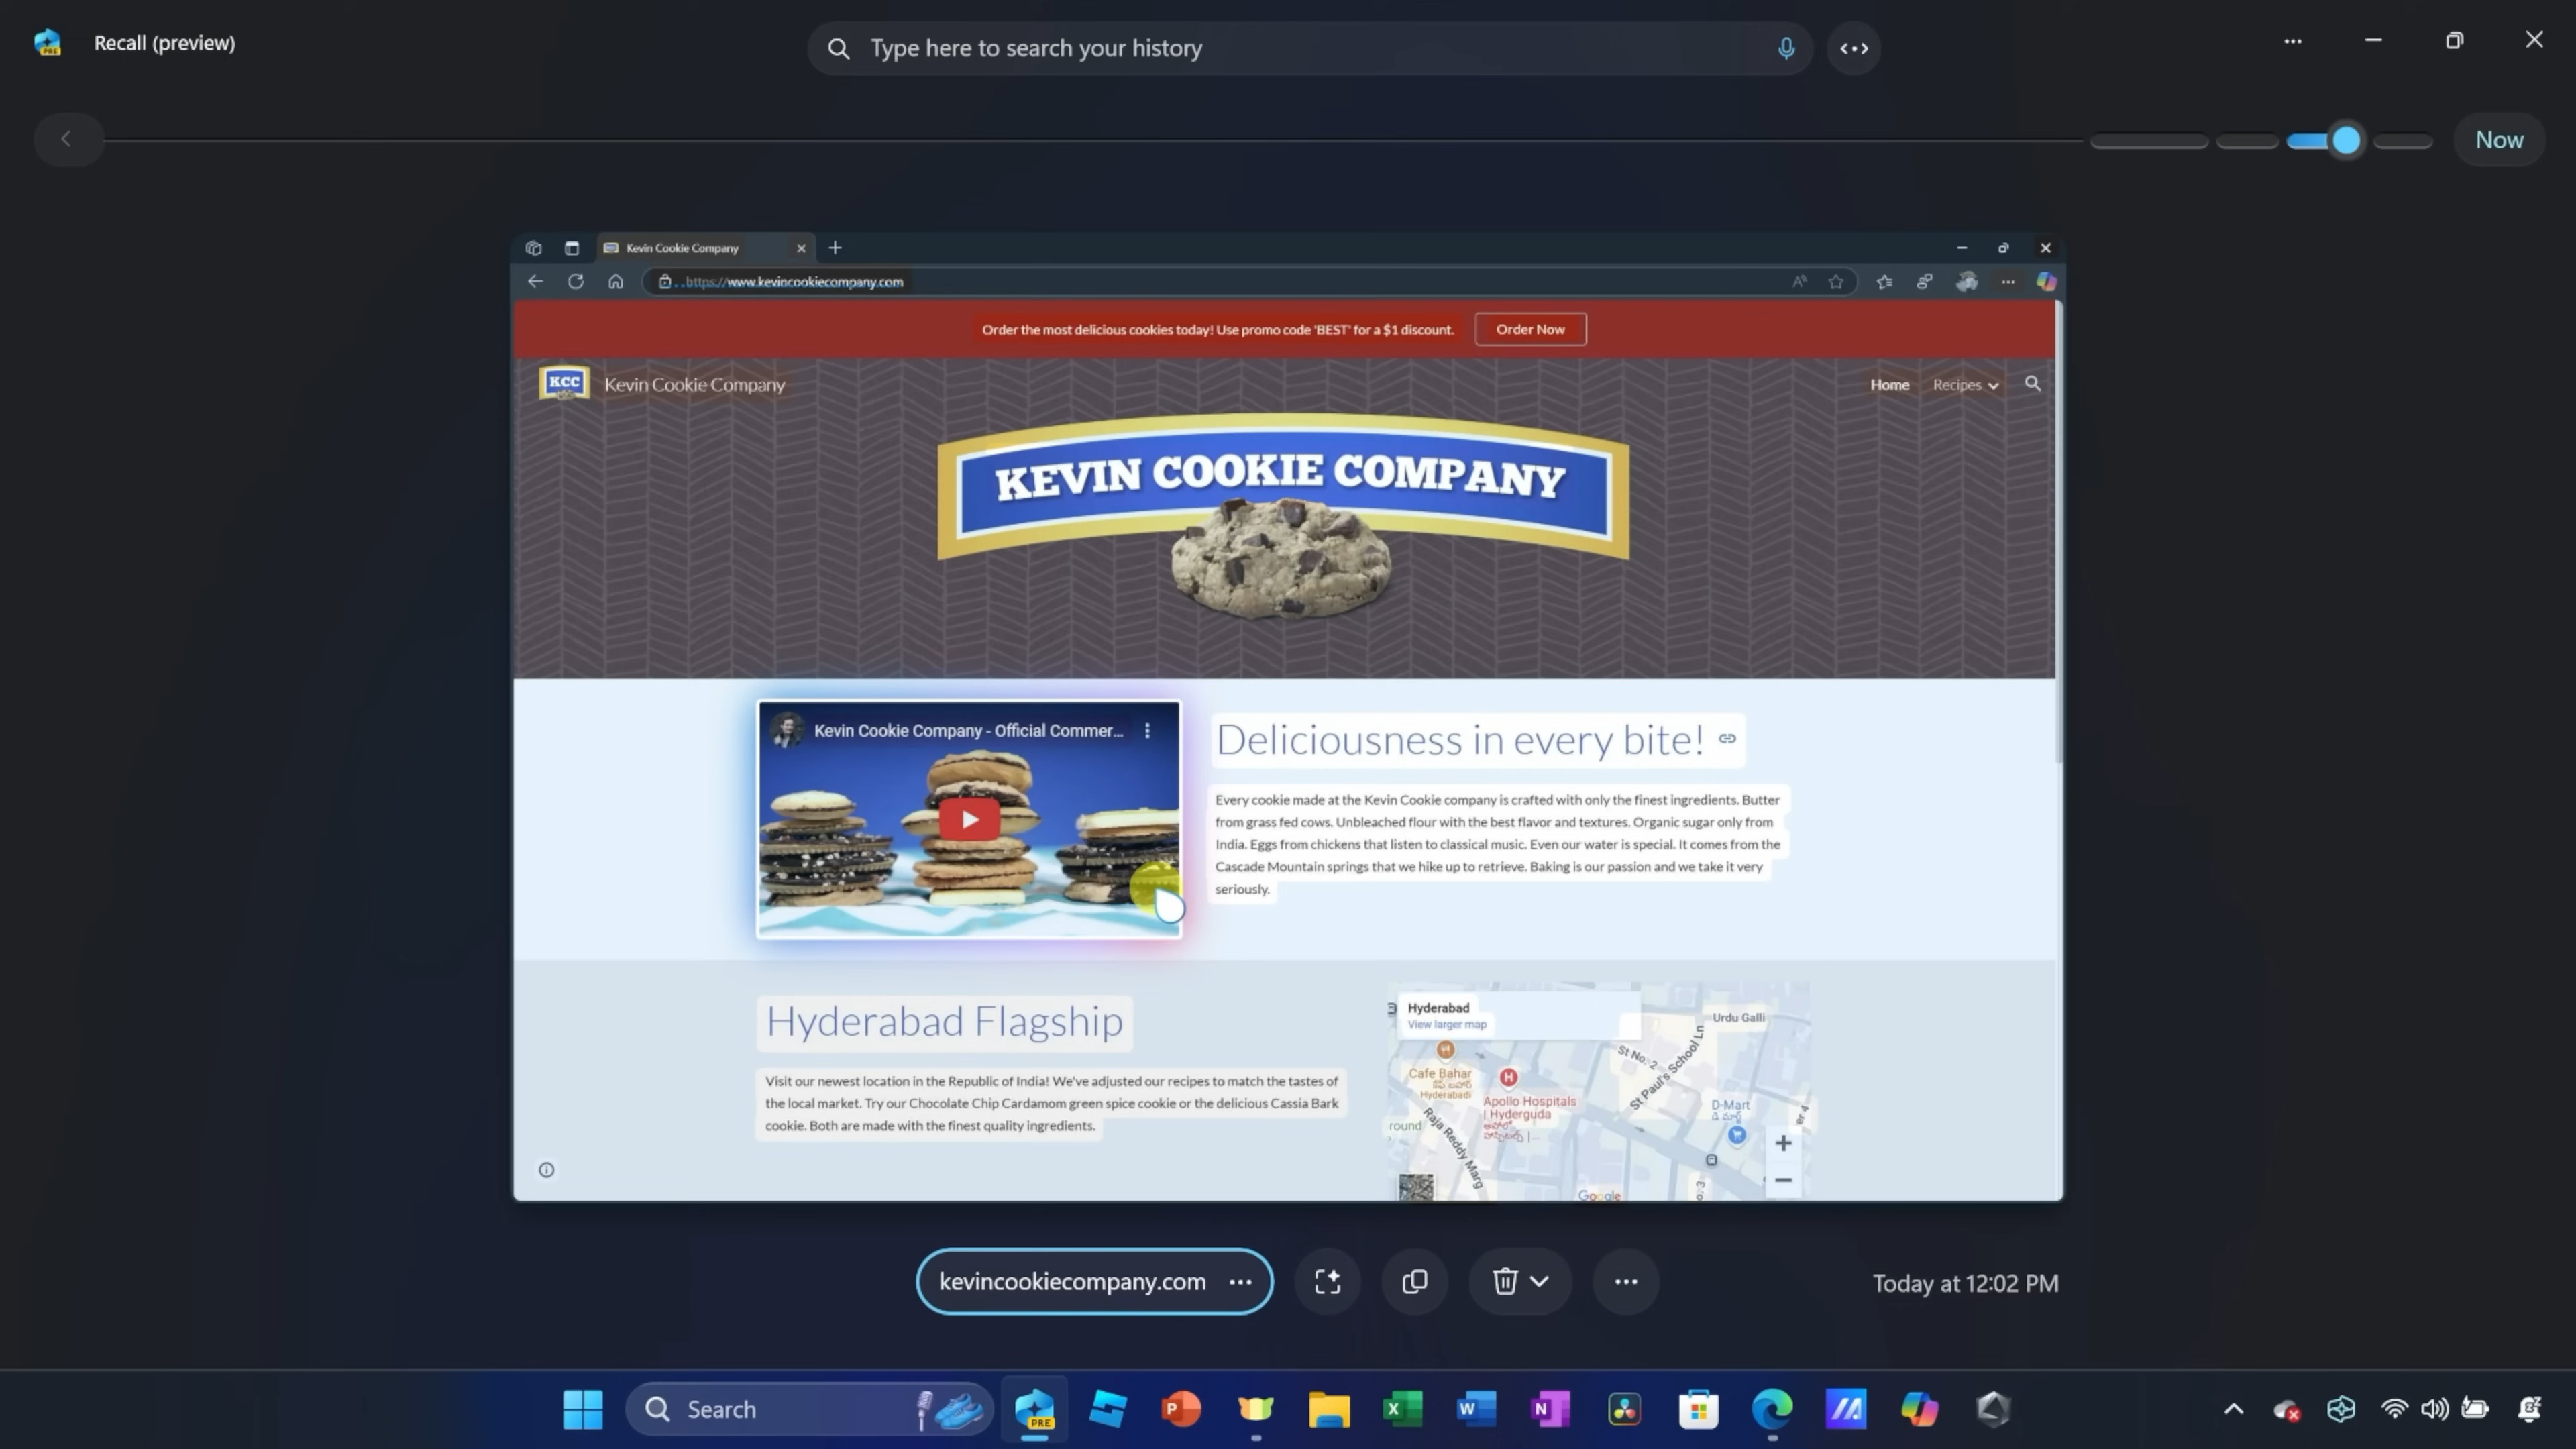 Recall (preview)
Type here to search your history
Now
Kevin Cookie Company
https://www.kevincookiecompany.com
Order the most delicious cookies today! Use promo code 'BEST' for a $1 discount.
Order Now
KCC
Kevin Cookie Company
Home
Recipes
KEVIN COOKIE COMPANY
Kevin Cookie Company - Official Commer...
Deliciousness in every bite!
Every cookie made at the Kevin Cookie company is crafted with only the finest ingredients. Butter
from grass fed cows. Unbleached flour with the best flavor and textures. Organic sugar only from
India. Eggs from chickens that listen to classical music. Even our water is special. It comes from the
Cascade Mountain springs that we hike up to retrieve. Baking is our passion and we take it very
seriously.
Hyderabad Flagship
Visit our newest location in the Republic of India! We've adjusted our recipes to match the tastes of
the local market. Try our Chocolate Chip Cardamom green spice cookie or the delicious Cassia Bark
cookie. Both are made with the finest quality ingredients.
Hyderabad
View larger map
Urdu Galli
St No. 2
St Paul's School Ln
Cafe Bahar
Hyderabadi
H
Apollo Hospitals
| Hyderguda
D-Mart
డి మార్ట్
er 4
round
Raja Reddy Marg
o. 3
Google
kevincookiecompany.com
Today at 12:02 PM
Search
PRE